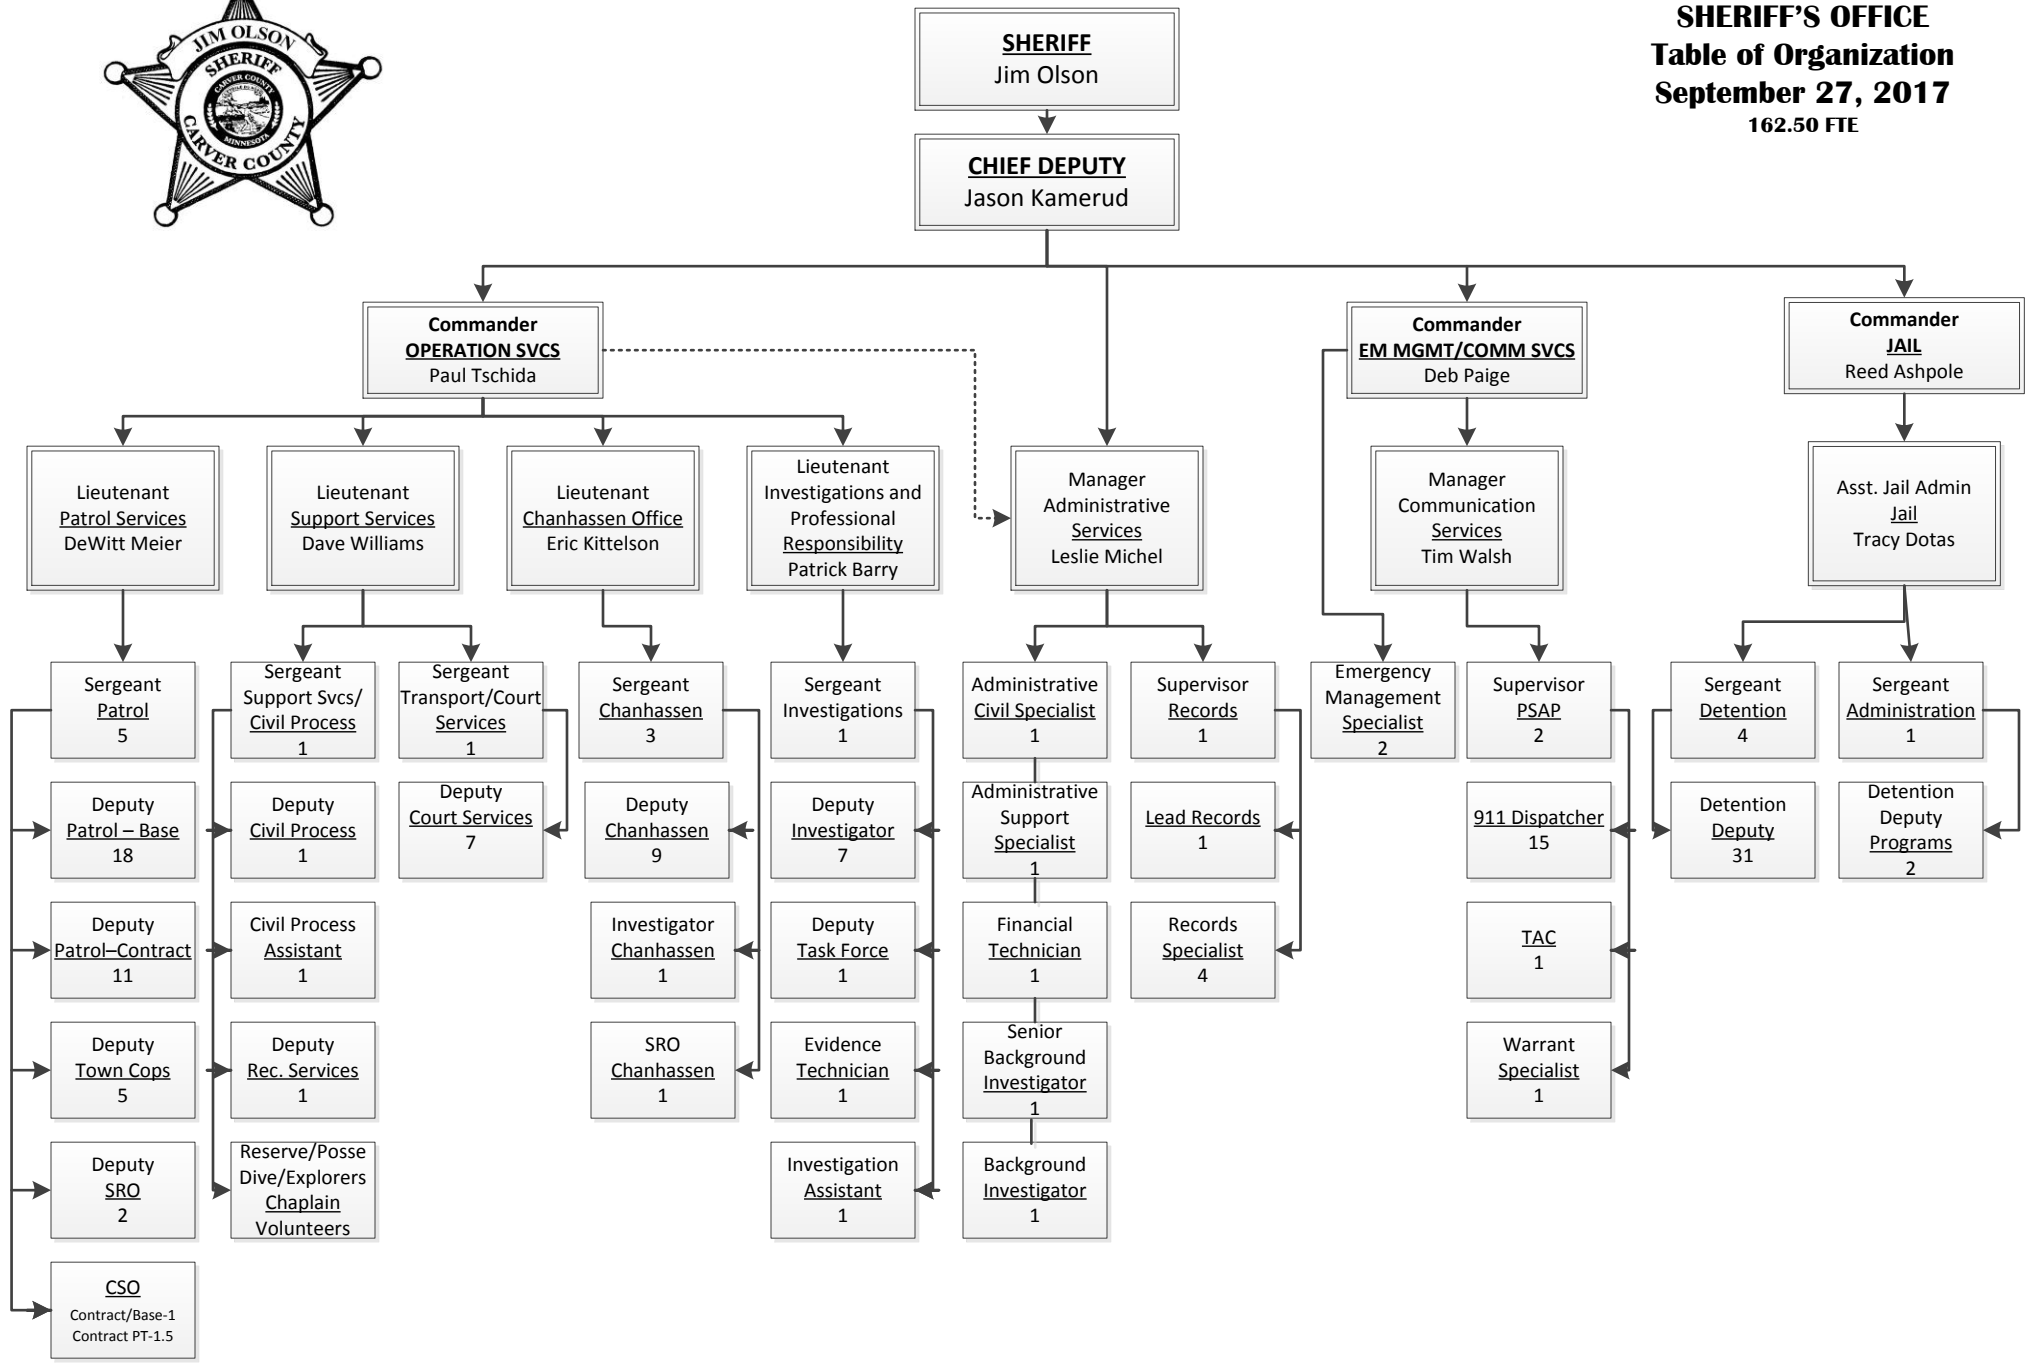 JIM OLSON
SHERIFF
CARVER COUNTY
MINNESOTA
CARVER COUNTY
SHERIFF’S OFFICE
Table of Organization
September 27, 2017
162.50 FTE
SHERIFF
Jim Olson
CHIEF DEPUTY
Jason Kamerud
Commander
OPERATION SVCS
Paul Tschida
Commander
EM MGMT/COMM SVCS
Deb Paige
Commander
JAIL
Reed Ashpole
Lieutenant
Patrol Services
DeWitt Meier
Lieutenant
Support Services
Dave Williams
Lieutenant
Chanhassen Office
Eric Kittelson
Lieutenant
Investigations and
Professional
Responsibility
Patrick Barry
Manager
Administrative
Services
Leslie Michel
Manager
Communication
Services
Tim Walsh
Asst. Jail Admin
Jail
Tracy Dotas
Sergeant
Patrol
5
Sergeant
Support Svcs/
Civil Process
1
Sergeant
Transport/Court
Services
1
Sergeant
Chanhassen
3
Sergeant
Investigations
1
Administrative
Civil Specialist
1
Supervisor
Records
1
Emergency
Management
Specialist
2
Supervisor
PSAP
2
Sergeant
Detention
4
Sergeant
Administration
1
Deputy
Patrol – Base
18
Deputy
Civil Process
1
Deputy
Court Services
7
Deputy
Chanhassen
9
Deputy
Investigator
7
Administrative
Support
Specialist
1
Lead Records
1
911 Dispatcher
15
Detention
Deputy
31
Detention
Deputy
Programs
2
Deputy
Patrol–Contract
11
Civil Process
Assistant
1
Investigator
Chanhassen
1
Deputy
Task Force
1
Financial
Technician
1
Records
Specialist
4
TAC
1
Deputy
Town Cops
5
Deputy
Rec. Services
1
SRO
Chanhassen
1
Evidence
Technician
1
Senior
Background
Investigator
1
Warrant
Specialist
1
Deputy
SRO
2
Reserve/Posse
Dive/Explorers
Chaplain
Volunteers
Investigation
Assistant
1
Background
Investigator
1
CSO
Contract/Base-1
Contract PT-1.5